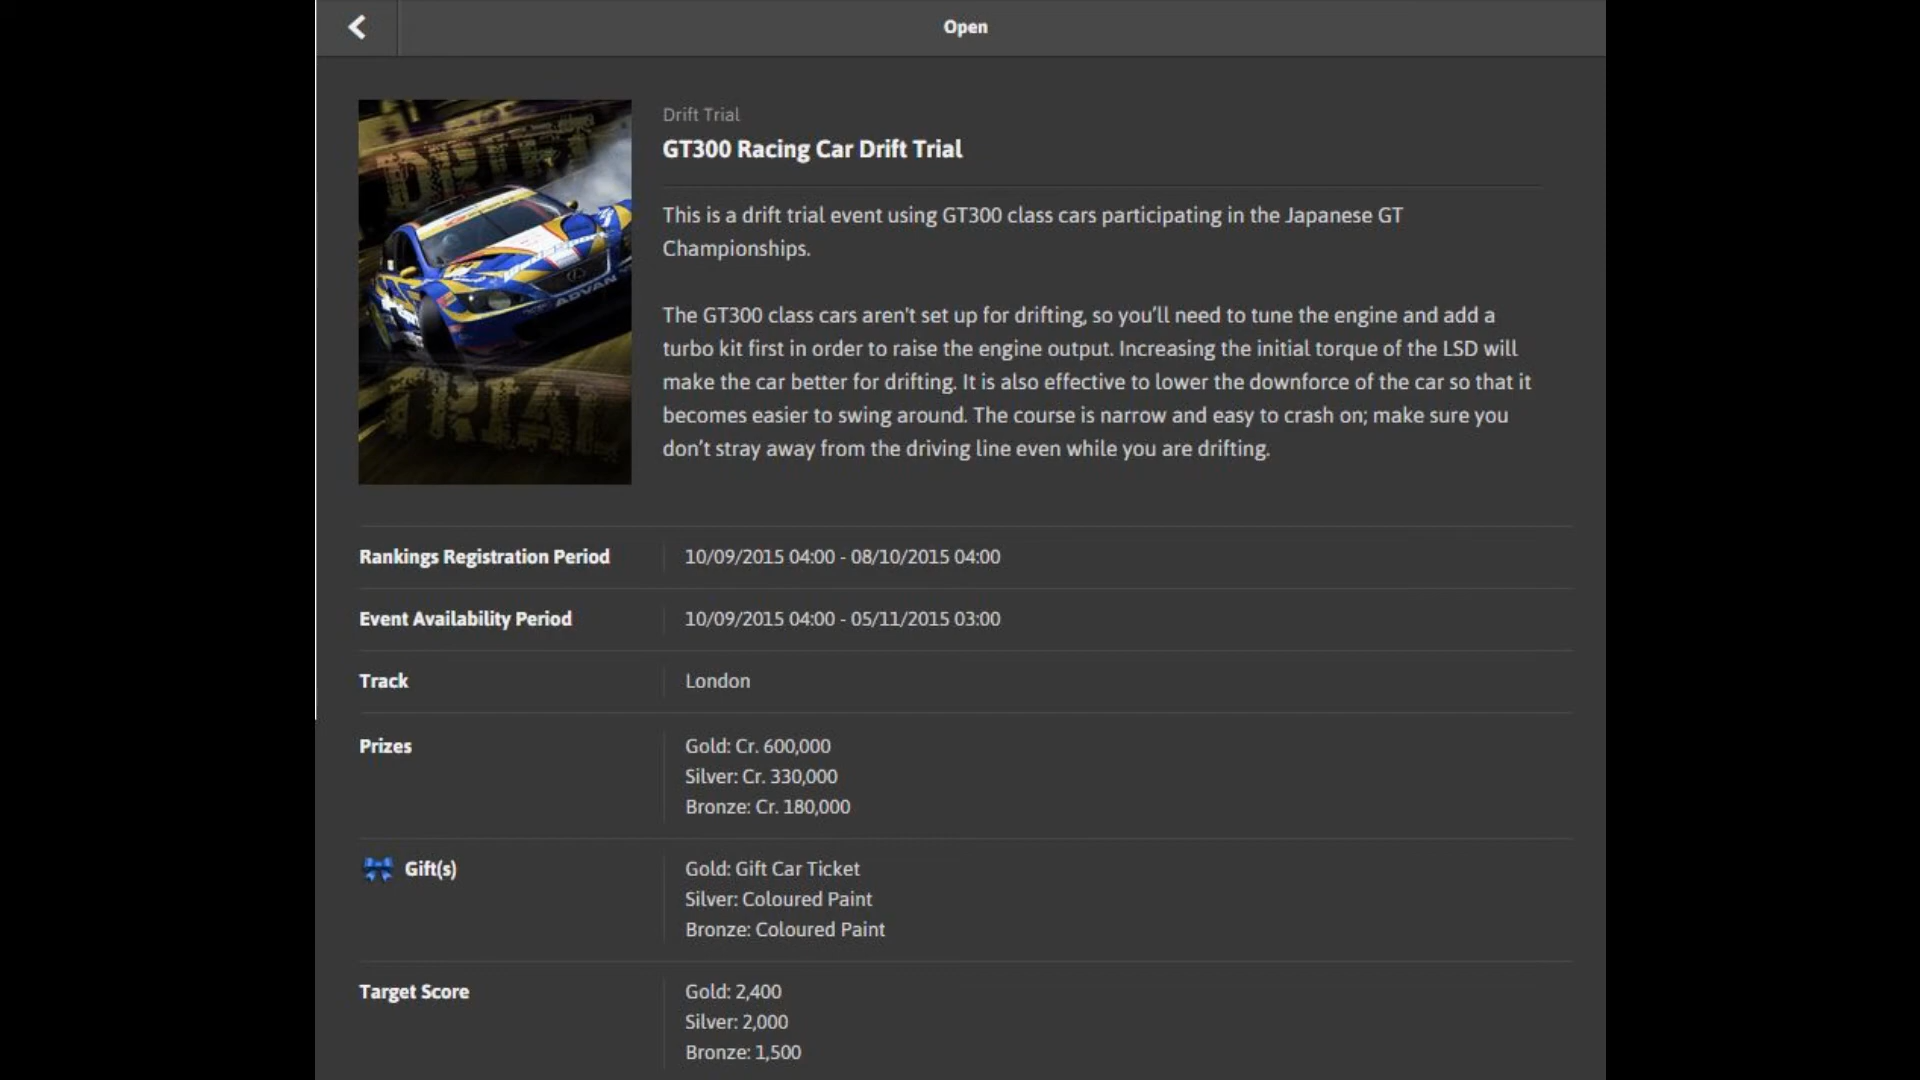 Open
DRIFT
TRIAL
ADVAN
Drift Trial
GT300 Racing Car Drift Trial
This is a drift trial event using GT300 class cars participating in the Japanese GT
Championships.
The GT300 class cars aren't set up for drifting, so you’ll need to tune the engine and add a
turbo kit first in order to raise the engine output. Increasing the initial torque of the LSD will
make the car better for drifting. It is also effective to lower the downforce of the car so that it
becomes easier to swing around. The course is narrow and easy to crash on; make sure you
don’t stray away from the driving line even while you are drifting.
Rankings Registration Period 10/09/2015 04:00 - 08/10/2015 04:00
Event Availability Period 10/09/2015 04:00 - 05/11/2015 03:00
Track London
Prizes Gold: Cr. 600,000
Silver: Cr. 330,000
Bronze: Cr. 180,000
Gift(s) Gold: Gift Car Ticket
Silver: Coloured Paint
Bronze: Coloured Paint
Target Score Gold: 2,400
Silver: 2,000
Bronze: 1,500